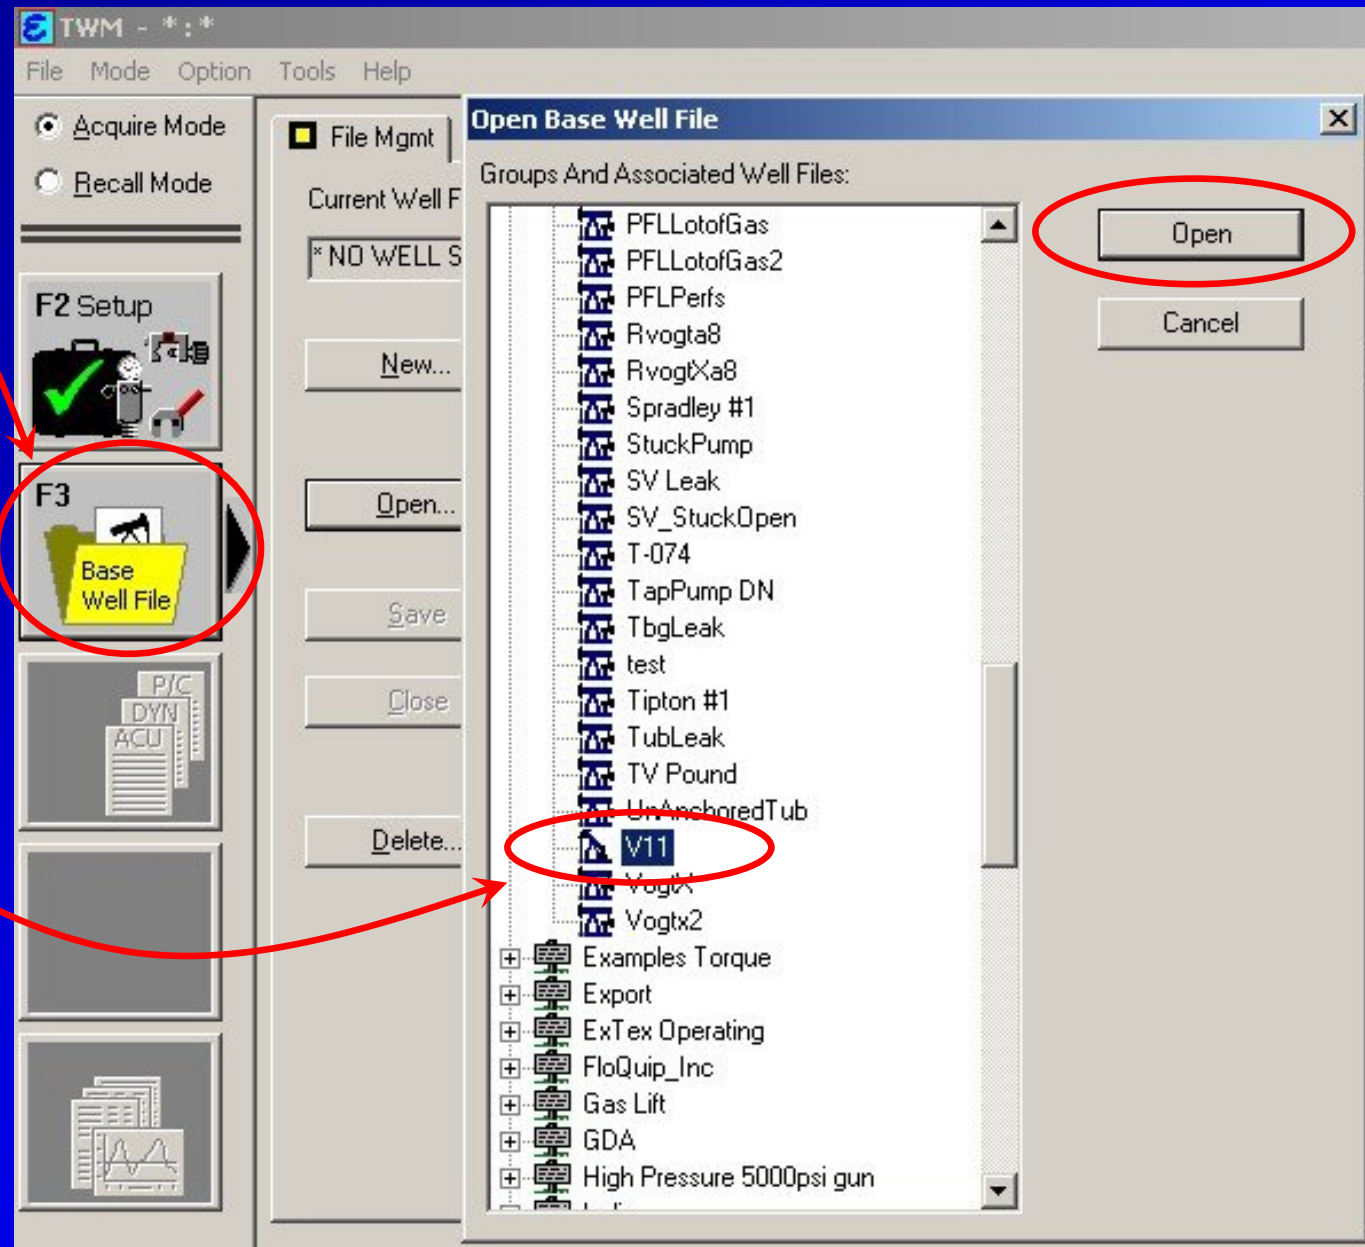 TWM - *:*
File Mode Option Tools Help
Acquire Mode
Recall Mode
F2 Setup
F3
Base
Well File
P/C
DYN
ACU
File Mgmt
Current Well F
* NO WELL S
New...
Open...
Save
Close
Delete...
Open Base Well File
Groups And Associated Well Files:
PFLLotofGas
PFLLotofGas2
PFLPerfs
Rvogta8
RvogtXa8
Spradley #1
StuckPump
SV Leak
SV_StuckOpen
T-074
TapPump DN
TbgLeak
test
Tipton #1
TubLeak
TV Pound
UnAnchoredTub
V11
VogtX
Vogtx2
Examples Torque
Export
ExTex Operating
FloQuip_Inc
Gas Lift
GDA
High Pressure 5000psi gun
Open
Cancel